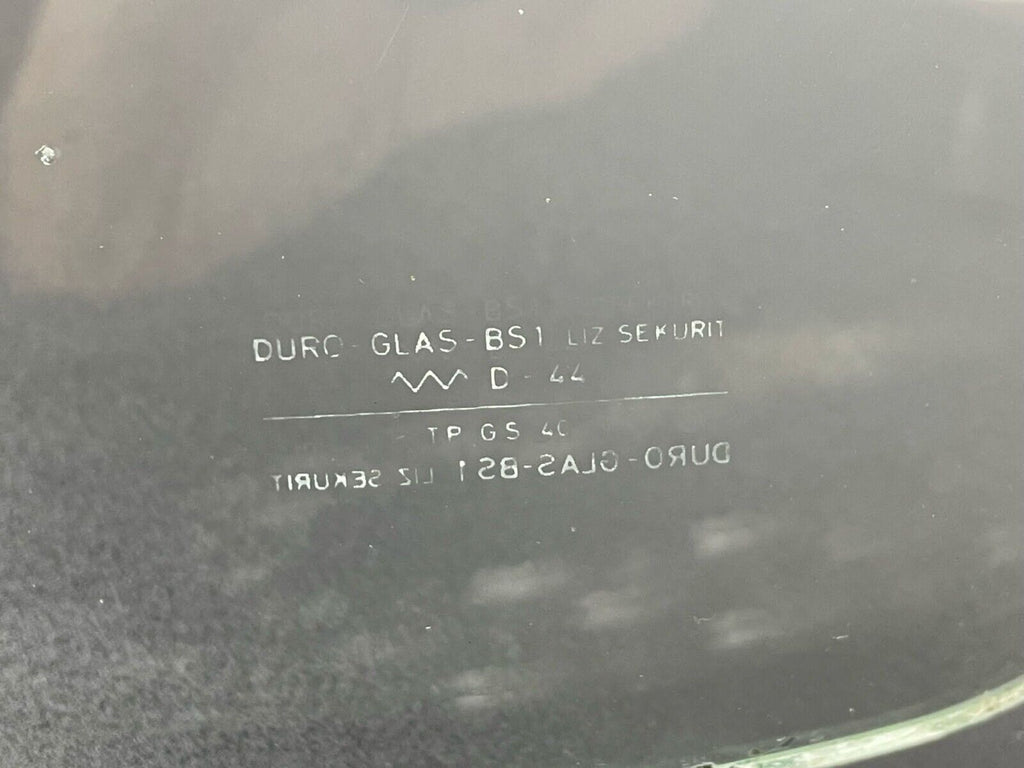 DURO-GLAS-BS1 LIZ SEKURIT
D-44
TP GS 40
DURO-GLAS-BS1 LIZ SEKURIT